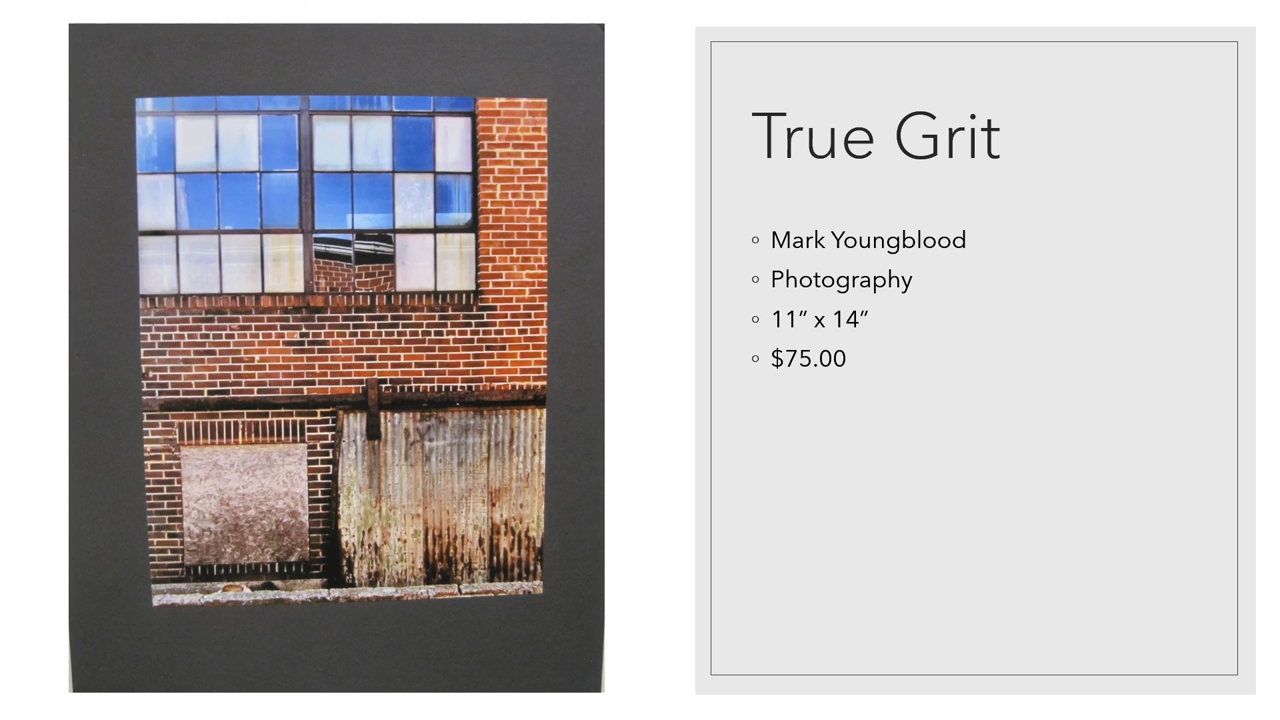 True Grit
Mark Youngblood
Photography
11” x 14”
$75.00